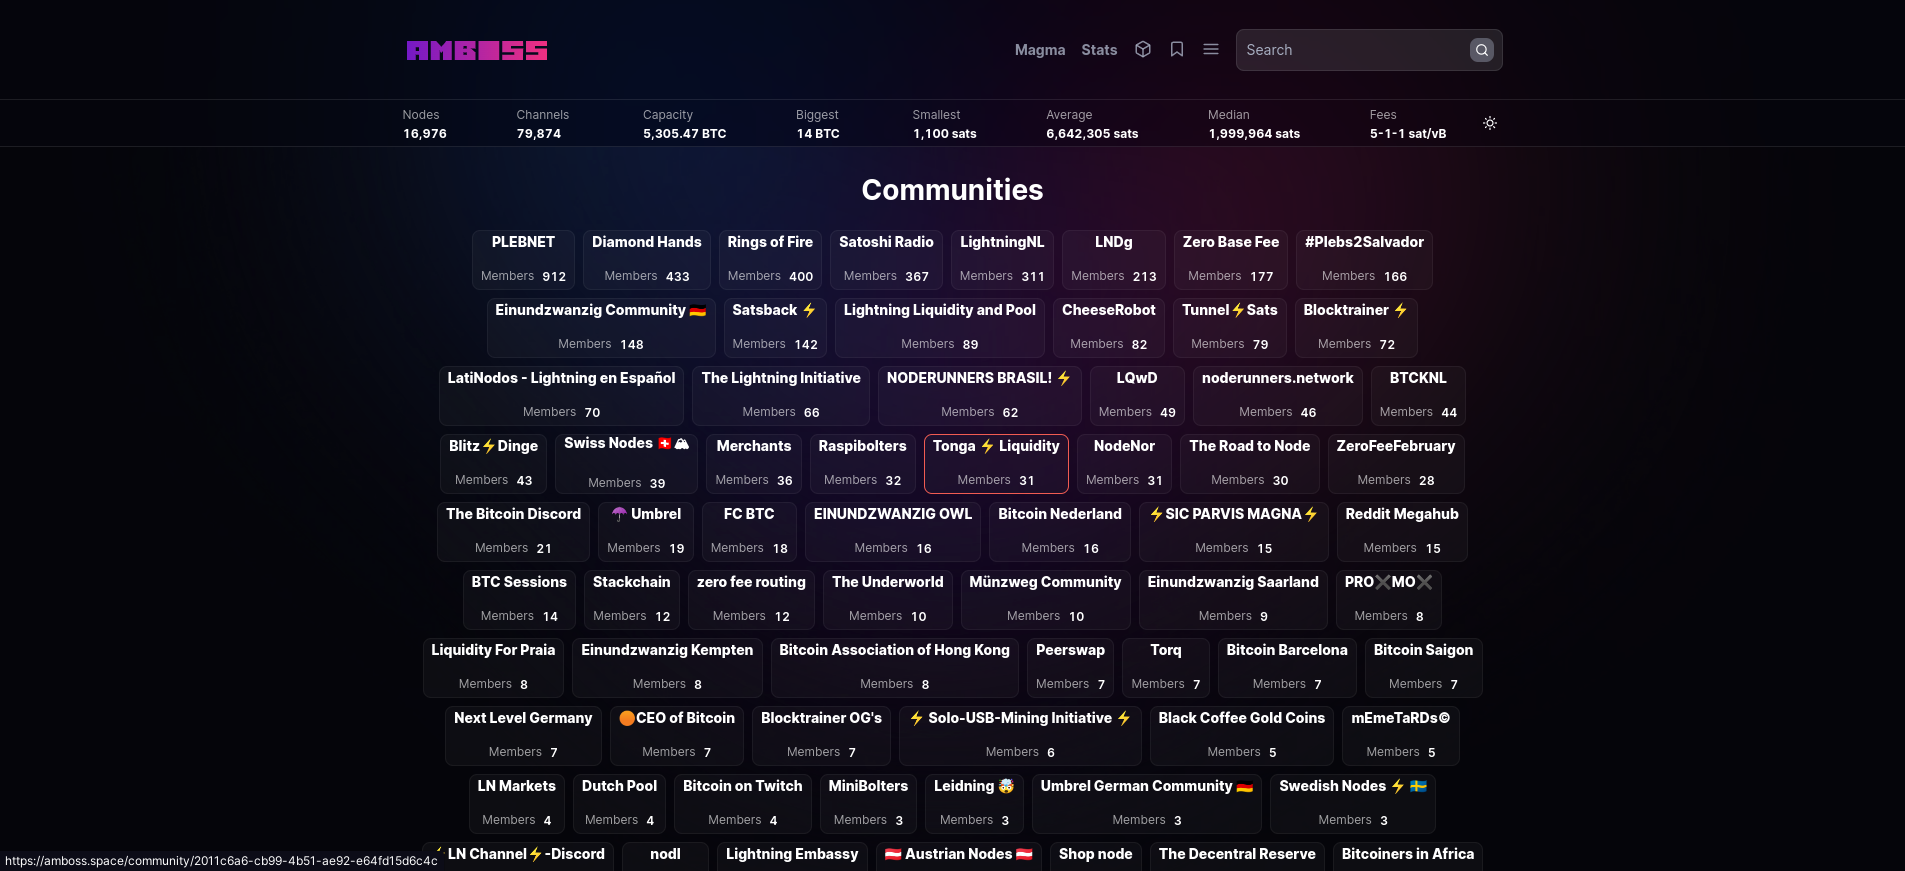 AMBOSS
Magma Stats Search
Nodes Channels Capacity Biggest Smallest Average Median Fees
16,976 79,874 5,305.47 BTC 14 BTC 1,100 sats 6,642,305 sats 1,999,964 sats 5-1-1 sat/vB
Communities
PLEBNET Diamond Hands Rings of Fire Satoshi Radio LightningNL LNDg Zero Base Fee #Plebs2Salvador
Members 912 Members 433 Members 400 Members 367 Members 311 Members 213 Members 177 Members 166
Einundzwanzig Community 🇩🇪 Satsback ⚡ Lightning Liquidity and Pool CheeseRobot Tunnel⚡Sats Blocktrainer ⚡
Members 148 Members 142 Members 89 Members 82 Members 79 Members 72
LatiNodos - Lightning en Español The Lightning Initiative NODERUNNERS BRASIL! ⚡ LQwD noderunners.network BTCKNL
Members 70 Members 66 Members 62 Members 49 Members 46 Members 44
Blitz⚡Dinge Swiss Nodes 🇨🇭🏔 Merchants Raspibolters Tonga ⚡ Liquidity NodeNor The Road to Node ZeroFeeFebruary
Members 43 Members 39 Members 36 Members 32 Members 31 Members 31 Members 30 Members 28
The Bitcoin Discord ☂️ Umbrel FC BTC EINUNDZWANZIG OWL Bitcoin Nederland ⚡SIC PARVIS MAGNA⚡ Reddit Megahub
Members 21 Members 19 Members 18 Members 16 Members 16 Members 15 Members 15
BTC Sessions Stackchain zero fee routing The Underworld Münzweg Community Einundzwanzig Saarland PRO✖MO✖
Members 14 Members 12 Members 12 Members 10 Members 10 Members 9 Members 8
Liquidity For Praia Einundzwanzig Kempten Bitcoin Association of Hong Kong Peerswap Torq Bitcoin Barcelona Bitcoin Saigon
Members 8 Members 8 Members 8 Members 7 Members 7 Members 7 Members 7
Next Level Germany 🟠CEO of Bitcoin Blocktrainer OG's ⚡ Solo-USB-Mining Initiative ⚡ Black Coffee Gold Coins mEmeTaRDs©
Members 7 Members 7 Members 7 Members 6 Members 5 Members 5
LN Markets Dutch Pool Bitcoin on Twitch MiniBolters Leidning 🤯 Umbrel German Community 🇩🇪 Swedish Nodes ⚡ 🇸🇪
Members 4 Members 4 Members 4 Members 3 Members 3 Members 3 Members 3
⚡LN Channel⚡-Discord nodl Lightning Embassy 🇦🇹 Austrian Nodes 🇦🇹 Shop node The Decentral Reserve Bitcoiners in Africa
https://amboss.space/community/2011c6a6-cb99-4b51-ae92-e64fd15d6c4c